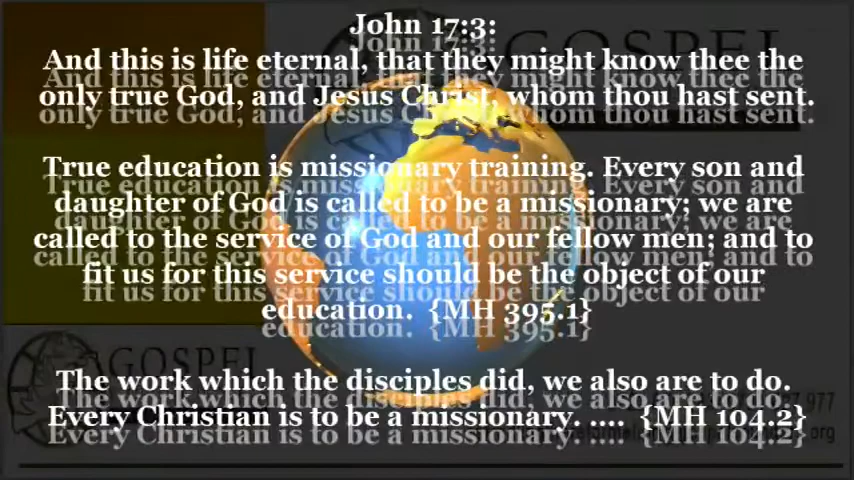 John 17:3:
GOSPEL
And this is life eternal, that they might know thee the
only true God, and Jesus Christ, whom thou hast sent.
True education is missionary training. Every son and
daughter of God is called to be a missionary; we are
called to the service of God and our fellow men; and to
fit us for this service should be the object of our
education. {MH 395.1}
GOSPEL
The work which the disciples did, we also are to do.
977
Every Christian is to be a missionary. .... {MH 104.2}
org